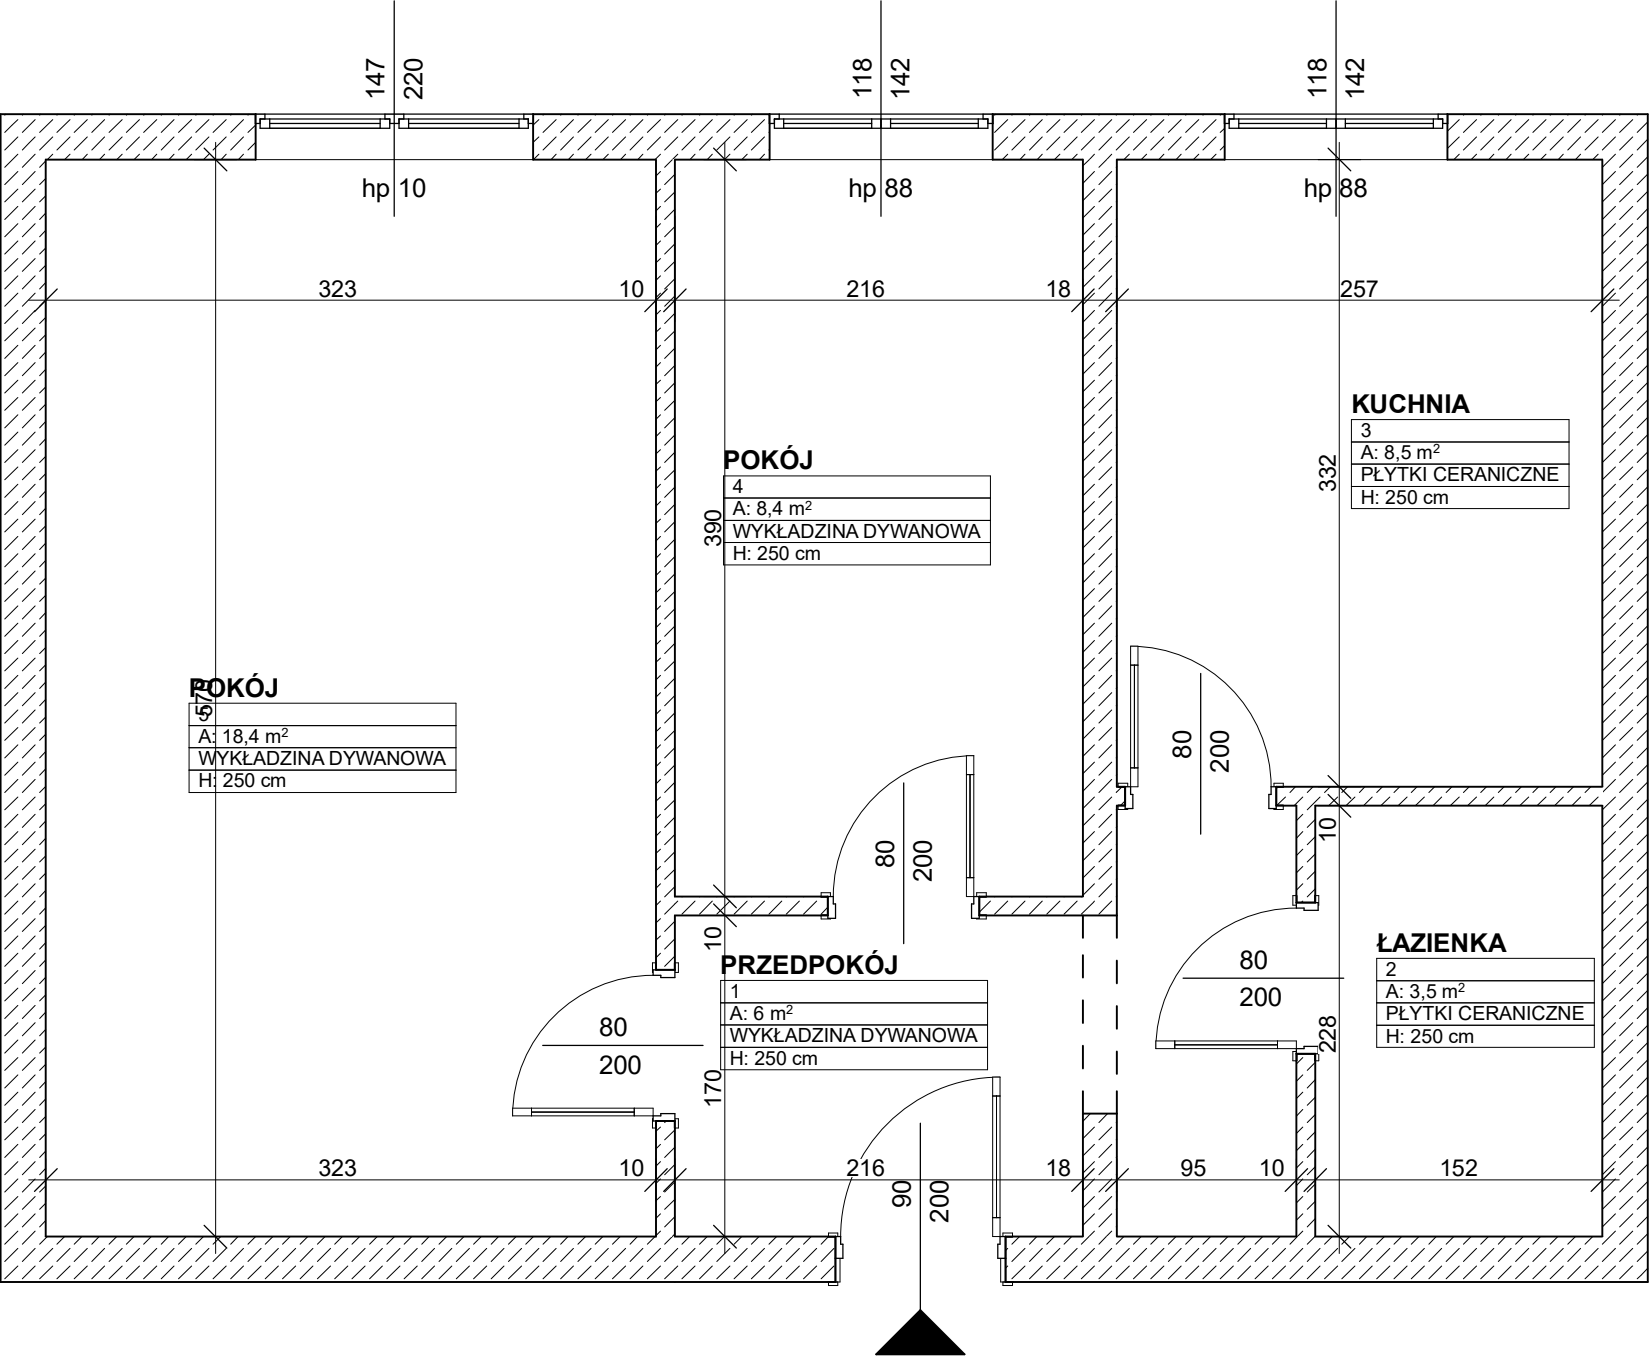 147
220
118
142
118
142
hp 10
hp 88
hp 88
323
10
216
18
257
KUCHNIA
3
A: 8,5 m²
PŁYTKI CERANICZNE
H: 250 cm
332
POKÓJ
4
A: 8,4 m²
WYKŁADZINA DYWANOWA
H: 250 cm
390
POKÓJ
5
A: 18,4 m²
WYKŁADZINA DYWANOWA
H: 250 cm
570
80
200
80
200
10
10
ŁAZIENKA
2
A: 3,5 m²
PŁYTKI CERANICZNE
H: 250 cm
228
80
200
PRZEDPOKÓJ
1
A: 6 m²
WYKŁADZINA DYWANOWA
H: 250 cm
170
80
200
323
10
216
18
95
10
152
90
200